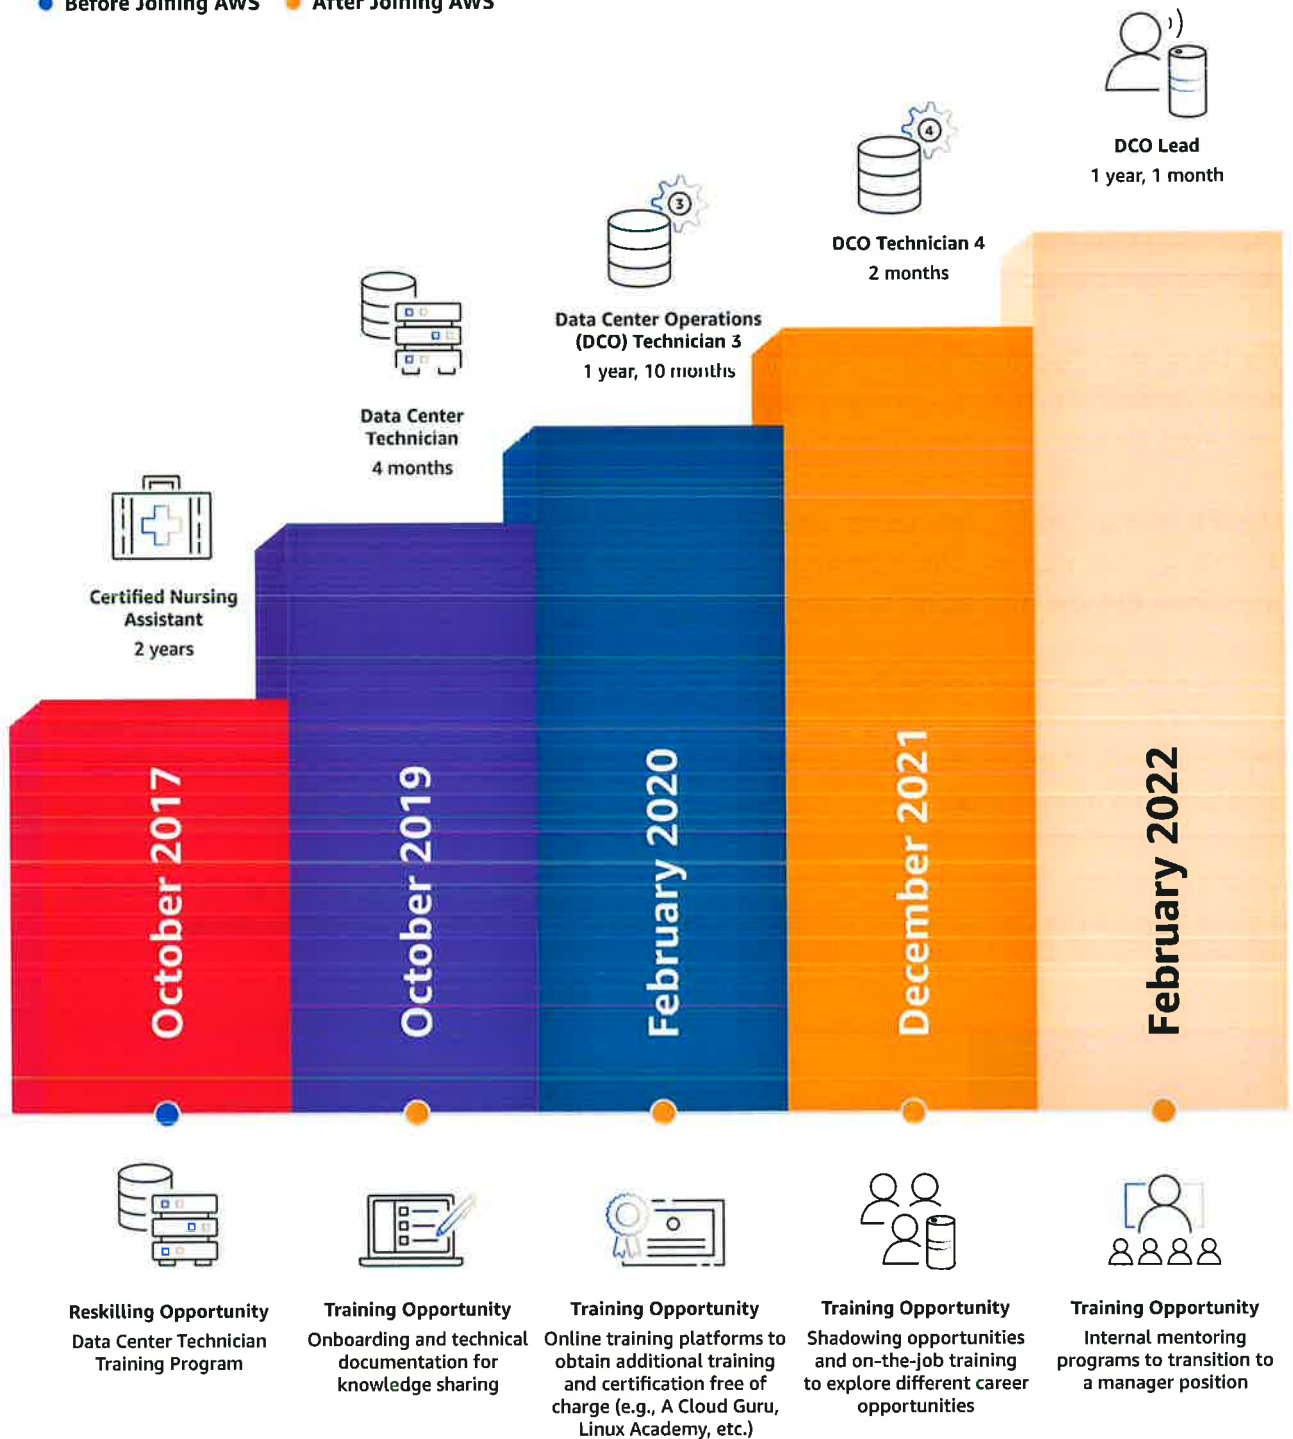 Before Joining AWS
After Joining AWS
DCO Lead
1 year, 1 month
4
DCO Technician 4
2 months
3
Data Center Operations
(DCO) Technician 3
1 year, 10 months
Data Center
Technician
4 months
Certified Nursing
Assistant
2 years
October 2017
October 2019
February 2020
December 2021
February 2022
Reskilling Opportunity
Data Center Technician
Training Program
Training Opportunity
Onboarding and technical
documentation for
knowledge sharing
Training Opportunity
Online training platforms to
obtain additional training
and certification free of
charge (e.g., A Cloud Guru,
Linux Academy, etc.)
Training Opportunity
Shadowing opportunities
and on-the-job training
to explore different career
opportunities
Training Opportunity
Internal mentoring
programs to transition to
a manager position